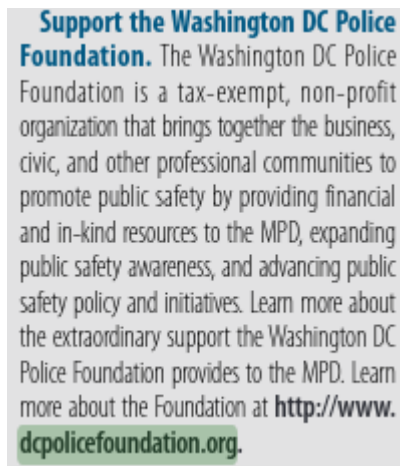 Support the Washington DC Police
Foundation. The Washington DC Police
Foundation is a tax-exempt, non-profit
organization that brings together the business,
civic, and other professional communities to
promote public safety by providing financial
and in-kind resources to the MPD, expanding
public safety awareness, and advancing public
safety policy and initiatives. Learn more about
the extraordinary support the Washington DC
Police Foundation provides to the MPD. Learn
more about the Foundation at http://www.
dcpolicefoundation.org.